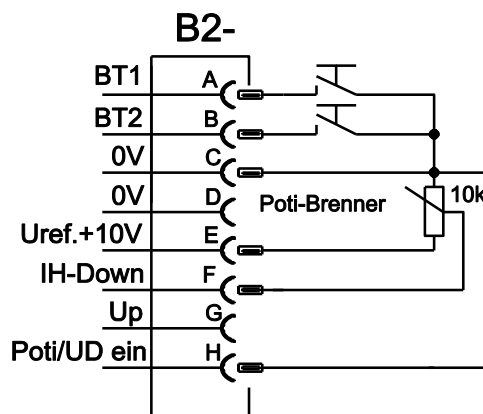 B2-
BT1 A
BT2 B
0V C
0V D
Poti-Brenner 10k
Uref.+10V E
IH-Down F
Up G
Poti/UD ein H